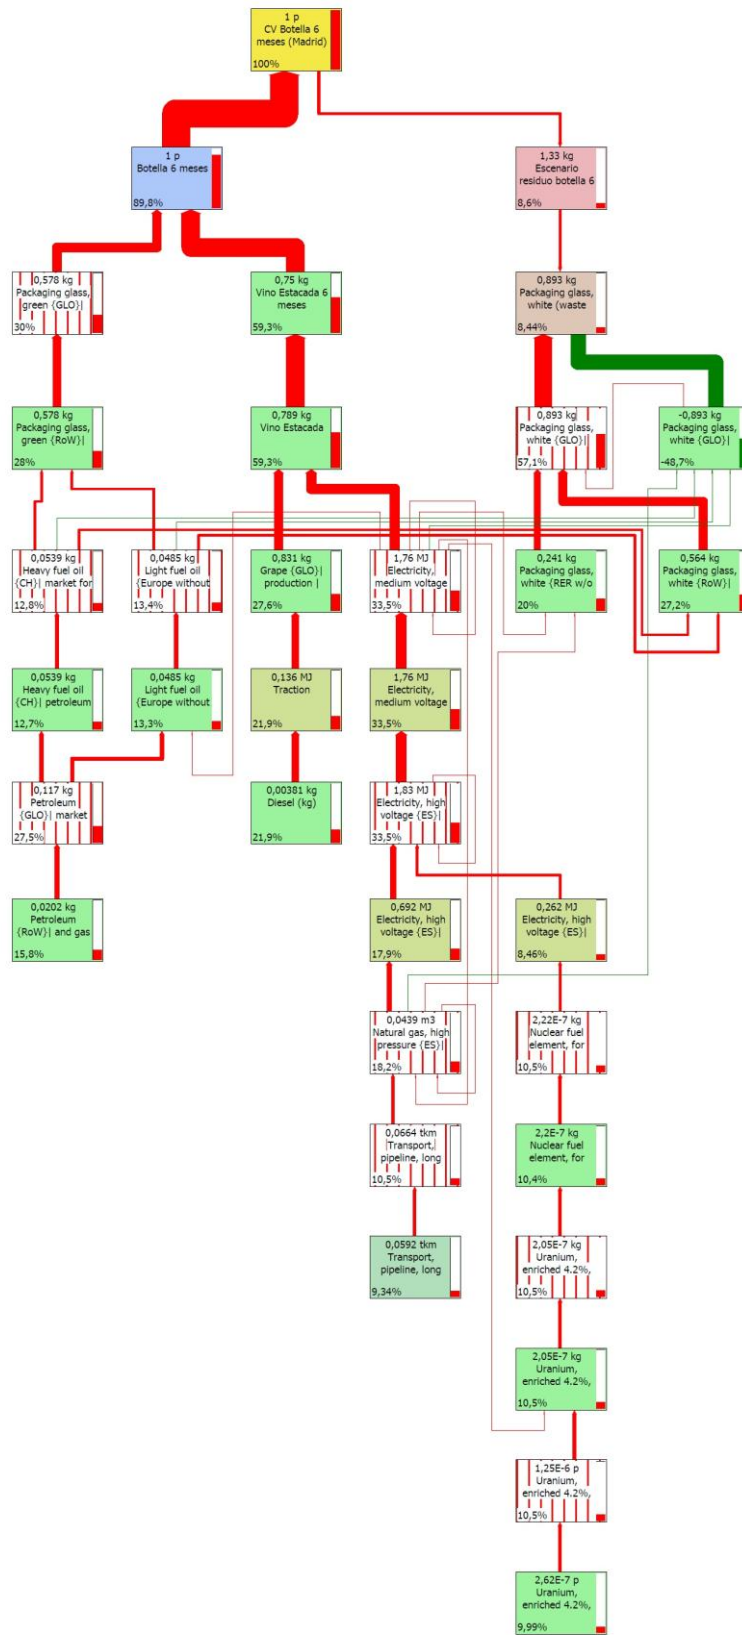 1 p
CV Botella 6
meses (Madrid)
100%
1 p
Botella 6 meses
89,8%
1,33 kg
Escenario
residuo botella 6
8,6%
0,578 kg
Packaging glass,
green {GLO}|
30%
0,75 kg
Vino Estacada 6
meses
59,3%
0,893 kg
Packaging glass,
white (waste
8,44%
0,578 kg
Packaging glass,
green {RoW}|
28%
0,789 kg
Vino Estacada
59,3%
0,893 kg
Packaging glass,
white {GLO}|
57,1%
-0,893 kg
Packaging glass,
white {GLO}|
-48,7%
0,0539 kg
Heavy fuel oil
{CH}| market for
12,8%
0,0485 kg
Light fuel oil
{Europe without
13,4%
0,831 kg
Grape {GLO}|
production |
27,6%
1,76 MJ
Electricity,
medium voltage
33,5%
0,241 kg
Packaging glass,
white {RER w/o
20%
0,564 kg
Packaging glass,
white {RoW}|
27,2%
0,0539 kg
Heavy fuel oil
{CH}| petroleum
12,7%
0,0485 kg
Light fuel oil
{Europe without
13,3%
0,136 MJ
Traction
21,9%
1,76 MJ
Electricity,
medium voltage
33,5%
0,117 kg
Petroleum
{GLO}| market
27,5%
0,00381 kg
Diesel (kg)
21,9%
1,83 MJ
Electricity, high
voltage {ES}|
33,5%
0,0202 kg
Petroleum
{RoW}| and gas
15,8%
0,692 MJ
Electricity, high
voltage {ES}|
17,9%
0,262 MJ
Electricity, high
voltage {ES}|
8,46%
0,0439 m3
Natural gas, high
pressure {ES}|
18,2%
2,22E-7 kg
Nuclear fuel
element, for
10,5%
0,0664 tkm
Transport,
pipeline, long
10,5%
2,2E-7 kg
Nuclear fuel
element, for
10,4%
0,0592 tkm
Transport,
pipeline, long
9,34%
2,05E-7 kg
Uranium,
enriched 4.2%,
10,5%
2,05E-7 kg
Uranium,
enriched 4.2%,
10,5%
1,25E-6 p
Uranium,
enriched 4.2%,
10,5%
2,62E-7 p
Uranium,
enriched 4.2%,
9,99%